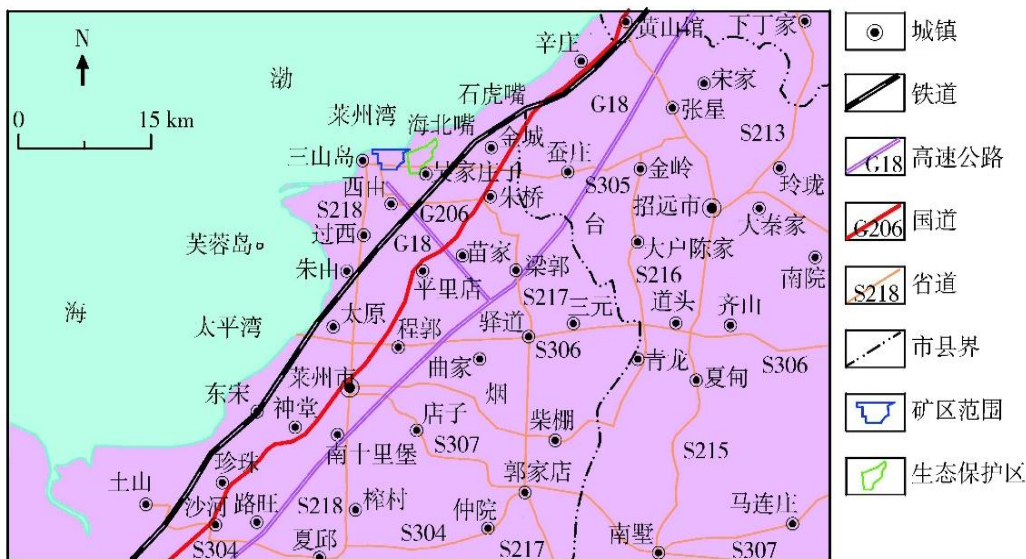 黄山馆 下丁家
N
辛庄
渤
宋家
石虎嘴 G18 张星
0 15 km
莱州湾 海北嘴 金城 S213
三山岛 吴家庄子 蚕庄 金岭 玲珑
西山 S305
S218 G206 朱桥 招远市 大秦家
过西 台
芙蓉岛 G18 苗家 大户陈家
朱山 平里店 梁郭 S216 南院
海 S217 三元 道头 齐山
太平湾 太原 程郭 驿道
S306 S306
莱州市 曲家 青龙
东宋 烟 夏甸
神堂 店子 柴棚
S307
南十里堡 S215
珍珠 郭家店
土山 马连庄
沙河 路旺 S218 榨村 仲院
S304 夏邱 S304 S217 南墅 S307
城镇
铁道
G18 高速公路
G206 国道
S218 省道
市县界
矿区范围
生态保护区